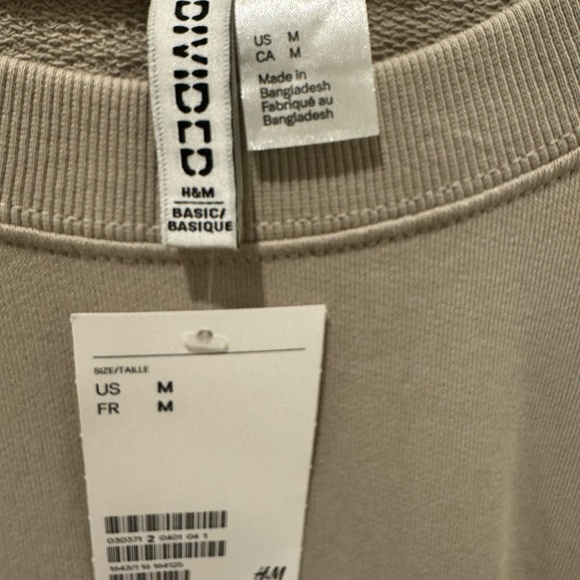 DIVIDED
H&M
BASIC/
BASIQUE
US M
CA M
Made in
Bangladesh
Fabriqué au
Bangladesh
SIZE/TAILLE
US M
FR M
H&M